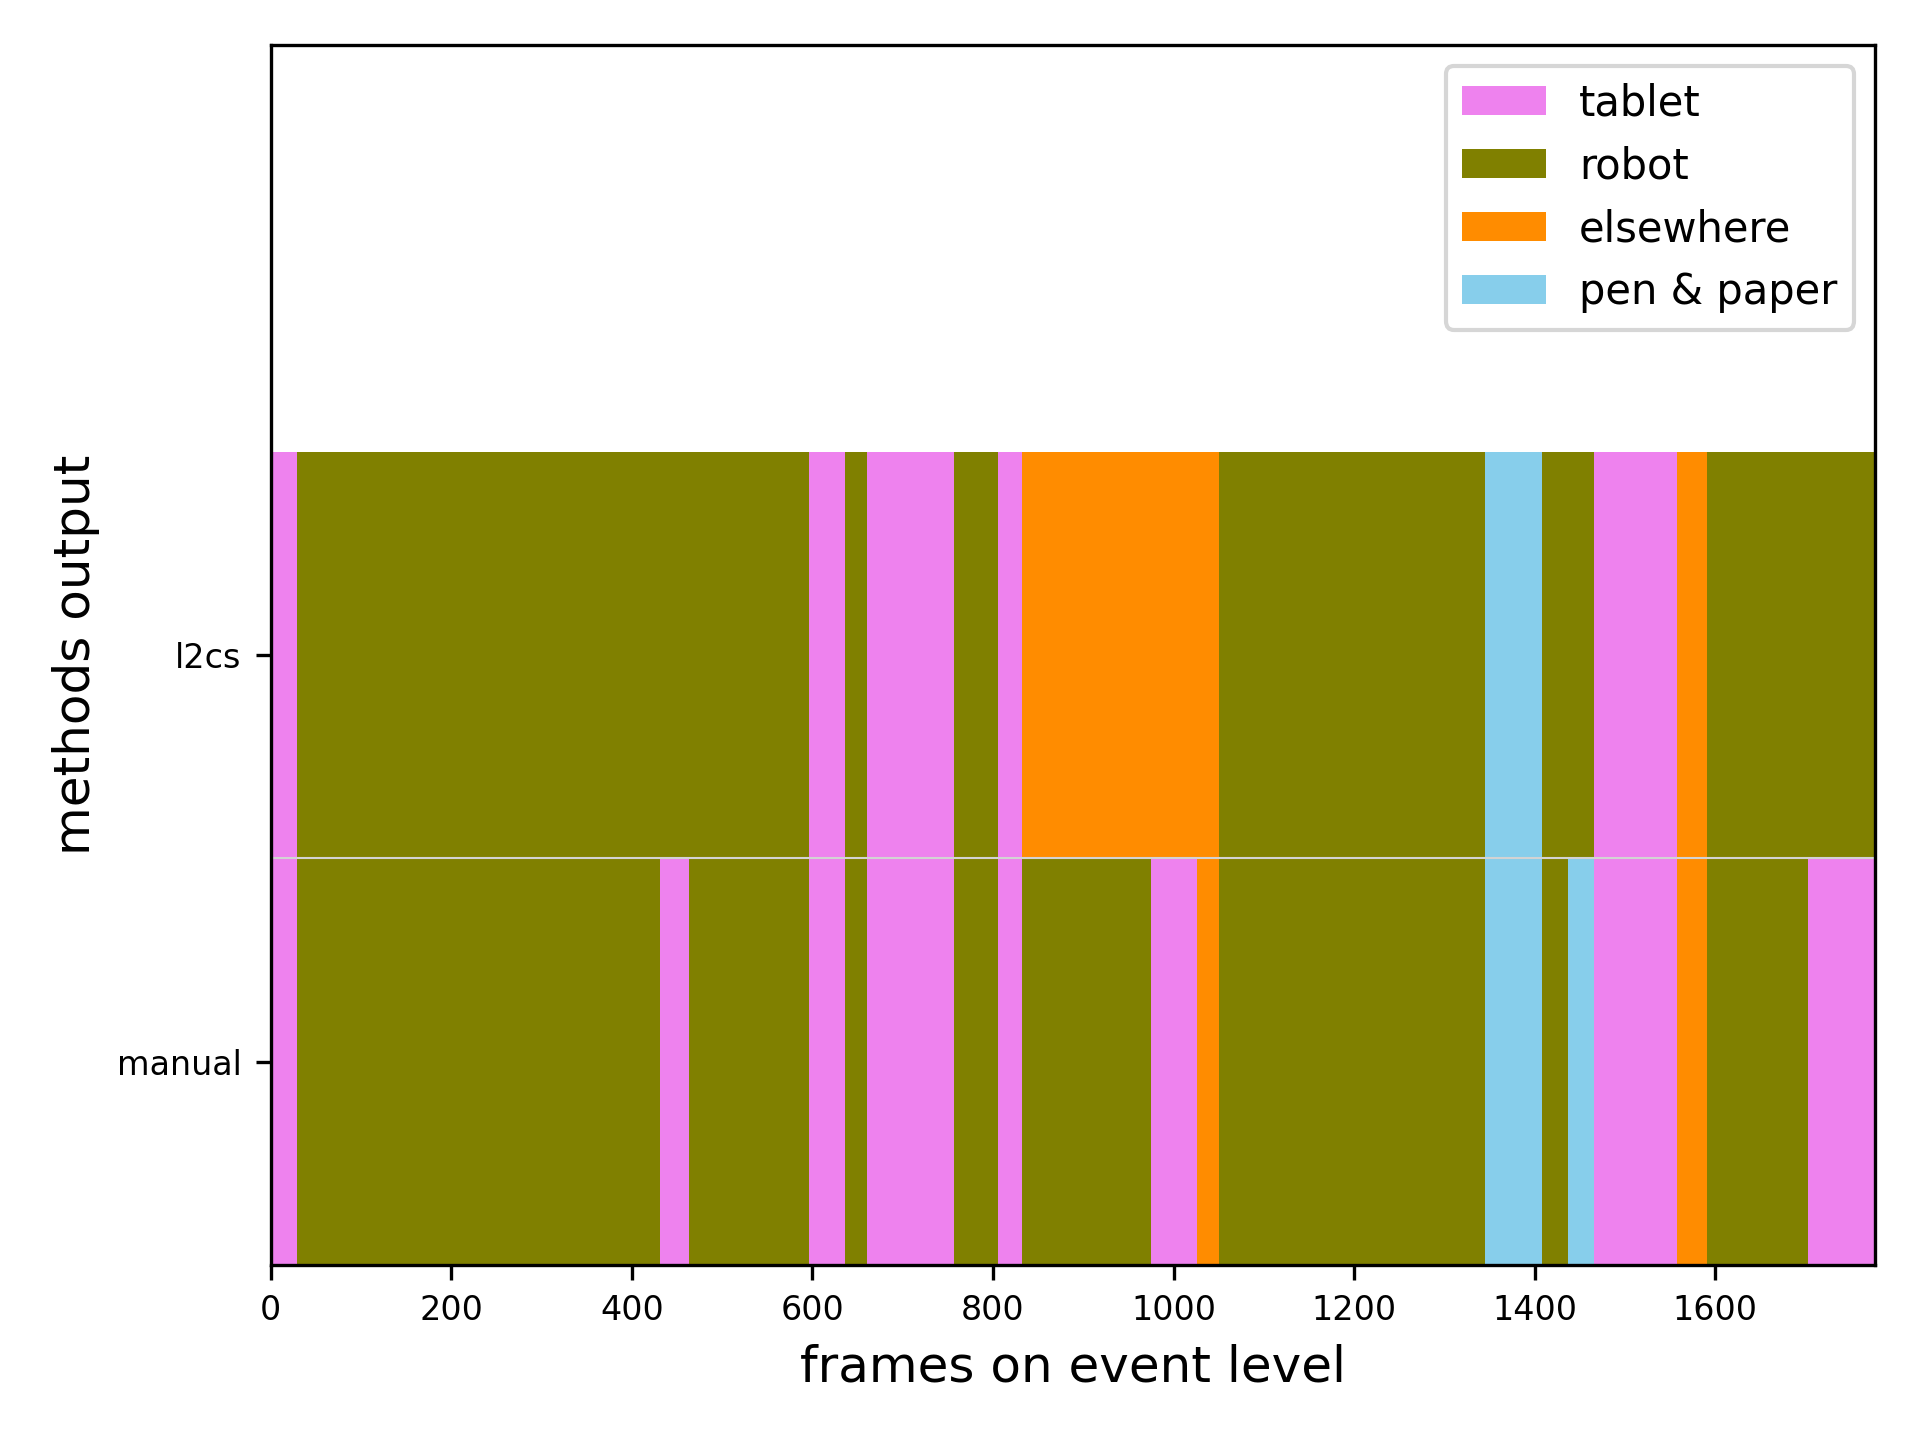 tablet
robot
elsewhere
pen & paper
methods output
l2cs
manual
0 200 400 600 800 1000 1200 1400 1600
frames on event level